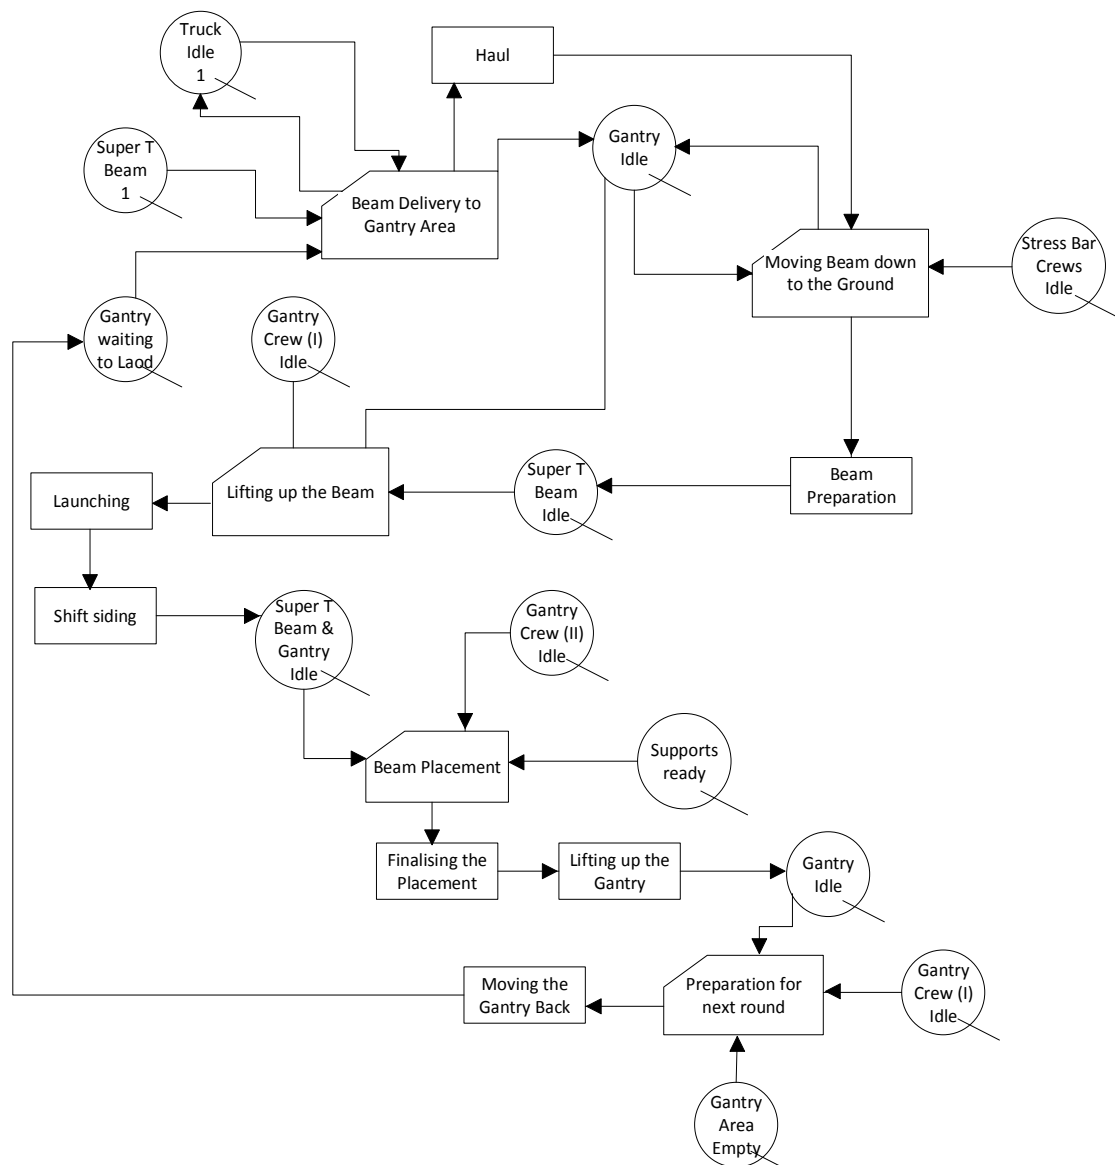 Truck
Idle
1
Haul
Super T
Beam
1
Beam Delivery to
Gantry Area
Gantry
Idle
Moving Beam down
to the Ground
Stress Bar
Crews
Idle
Gantry
waiting
to Laod
Gantry
Crew (I)
Idle
Launching
Lifting up the Beam
Super T
Beam
Idle
Beam
Preparation
Shift siding
Super T
Beam &
Gantry
Idle
Gantry
Crew (II)
Idle
Beam Placement
Supports
ready
Finalising the
Placement
Lifting up the
Gantry
Gantry
Idle
Moving the
Gantry Back
Preparation for
next round
Gantry
Crew (I)
Idle
Gantry
Area
Empty